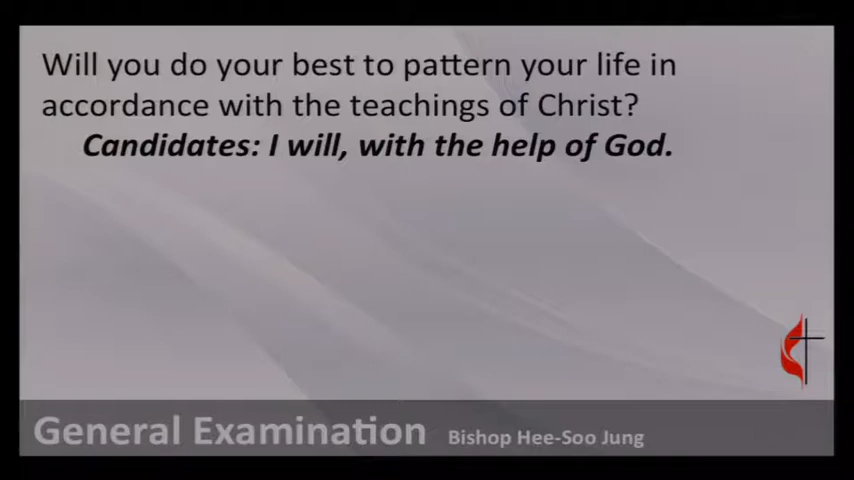 Will you do your best to pattern your life in
accordance with the teachings of Christ?
Candidates: I will, with the help of God.
General Examination Bishop Hee-Soo Jung